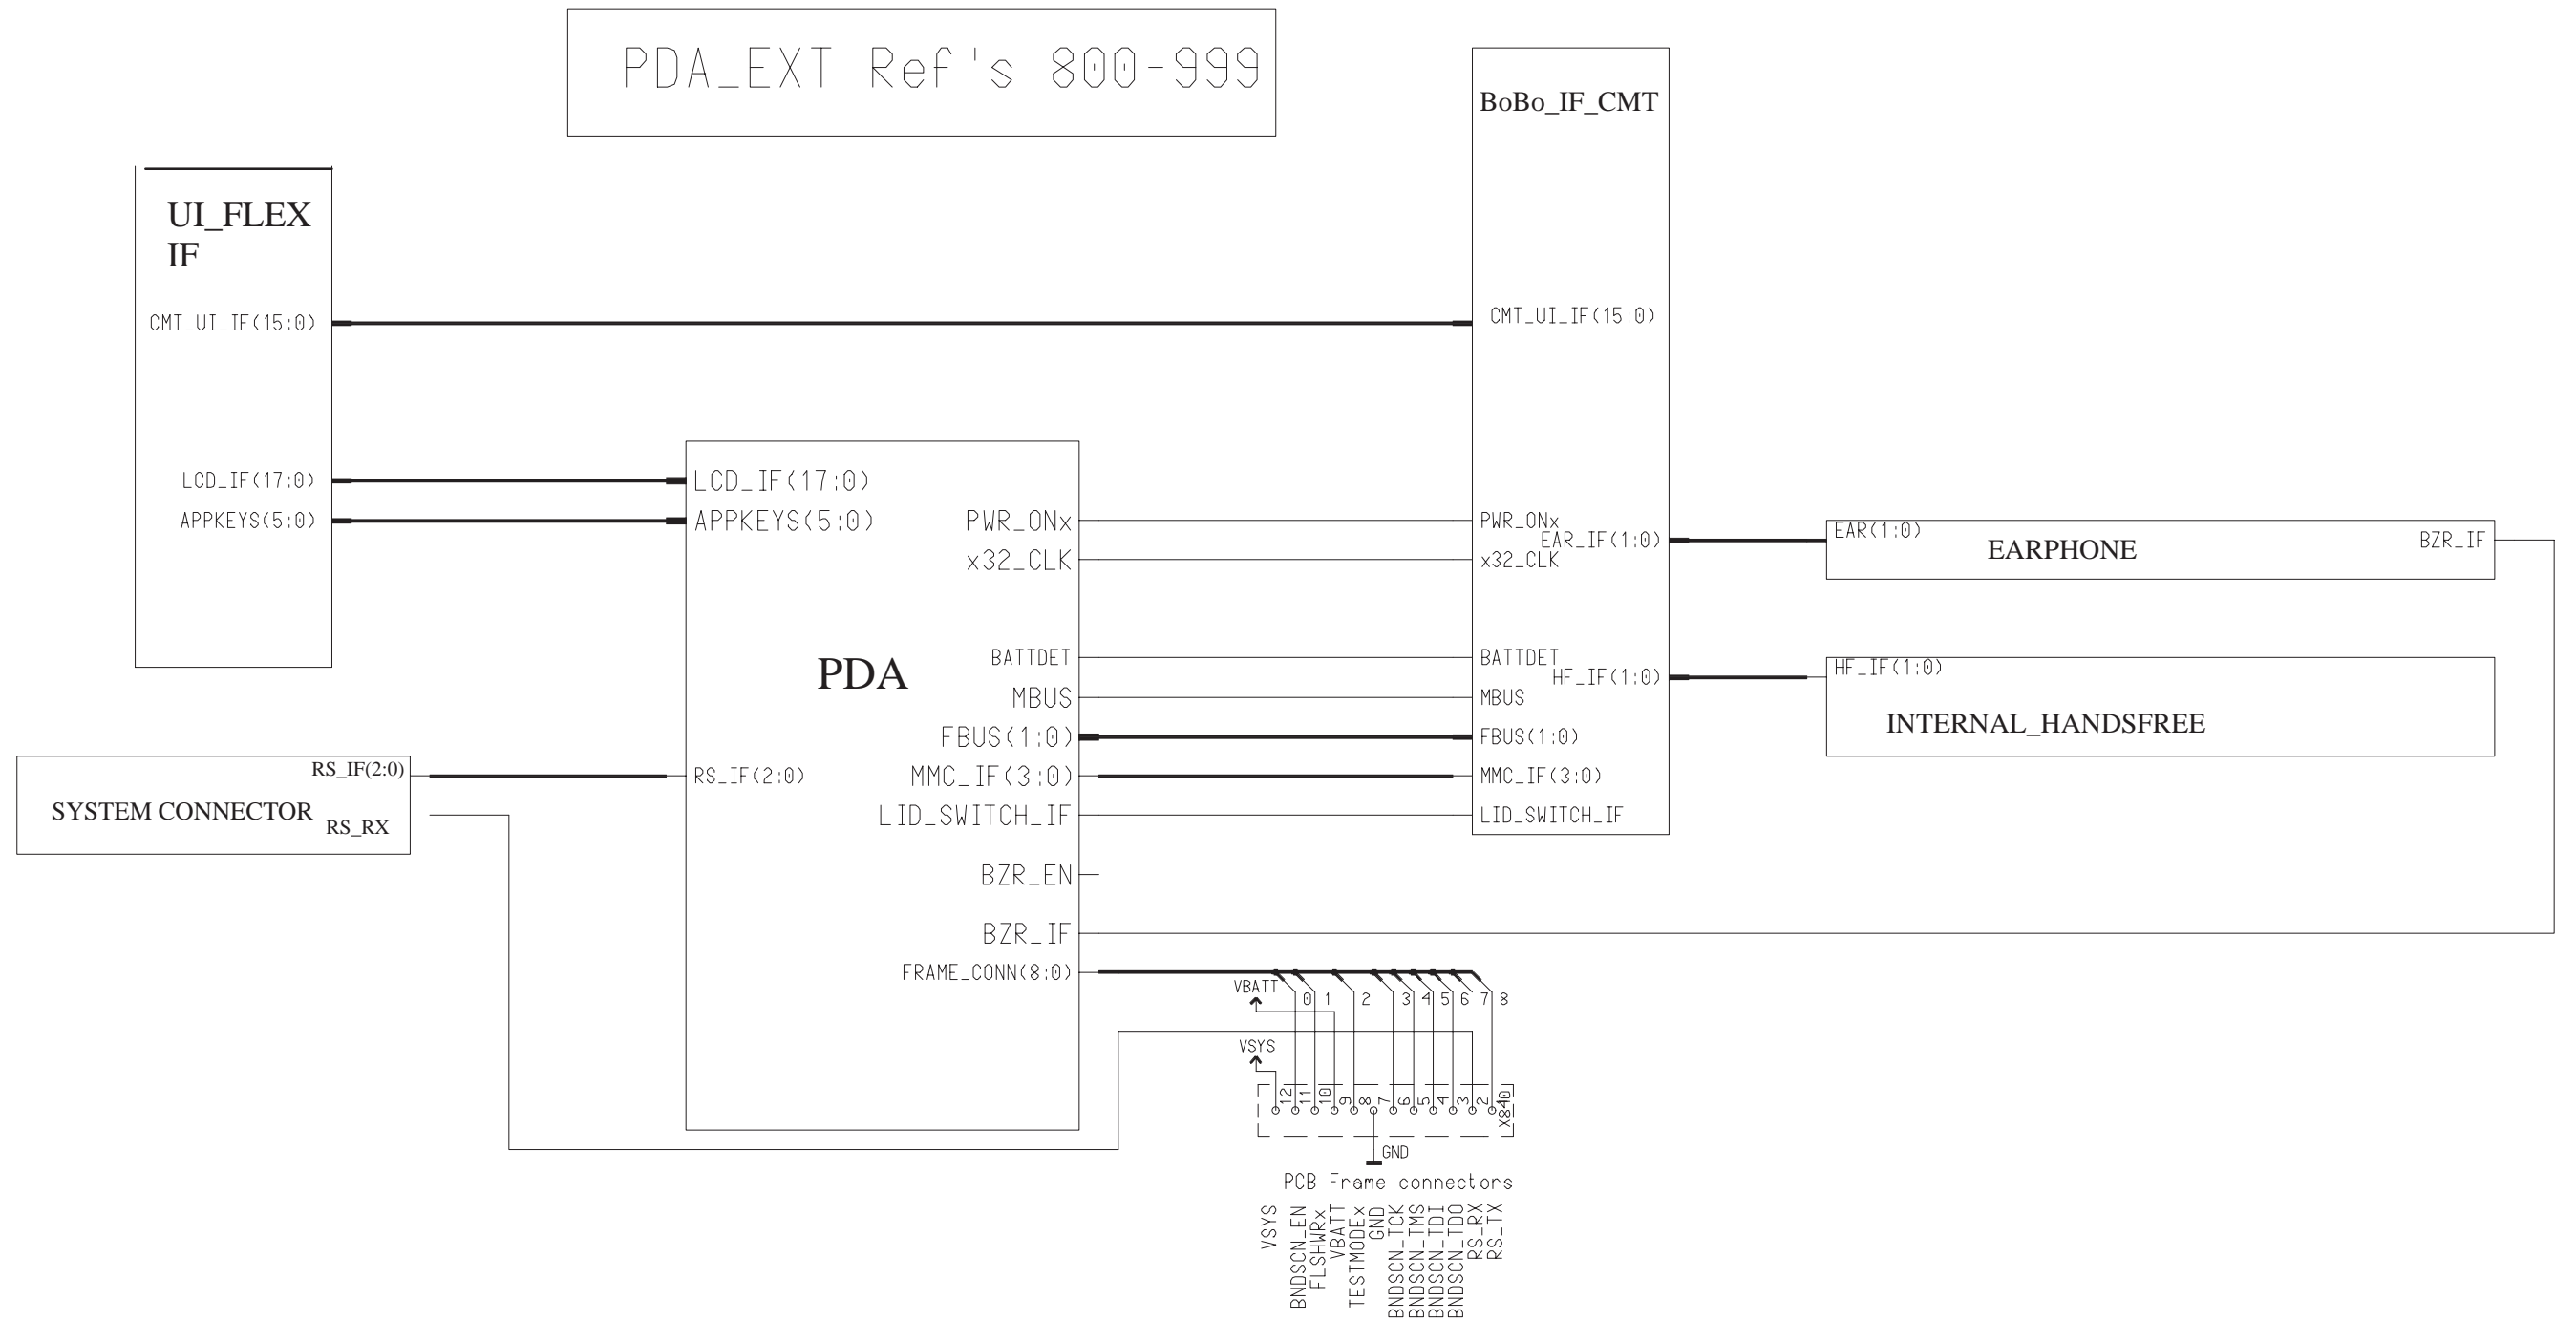 PDA_EXT Ref's 800-999
BoBo_IF_CMT
UI_FLEX
IF
CMT_UI_IF(15:0)
CMT_UI_IF(15:0)
LCD_IF(17:0)
LCD_IF(17:0)
APPKEYS(5:0)
APPKEYS(5:0)
PWR_ONx
PWR_ONx
EAR_IF(1:0)
EAR(1:0)
EARPHONE
BZR_IF
x32_CLK
x32_CLK
PDA
BATTDET
BATTDET
HF_IF(1:0)
HF_IF(1:0)
MBUS
MBUS
INTERNAL_HANDSFREE
FBUS(1:0)
FBUS(1:0)
RS_IF(2:0)
RS_IF(2:0)
MMC_IF(3:0)
MMC_IF(3:0)
SYSTEM CONNECTOR
RS_RX
LID_SWITCH_IF
LID_SWITCH_IF
BZR_EN
BZR_IF
FRAME_CONN(8:0)
VBATT
0 1 2 3 4 5 6 7 8
VSYS
12 11 10 9 8 7 6 5 4 3 2
X840
GND
PCB Frame connectors
VSYS
BNDSCN_EN
FLSHWRx
VBATT
TESTMODEx
GND
BNDSCN_TCK
BNDSCN_TMS
BNDSCN_TDI
BNDSCN_TDO
RS_RX
RS_TX